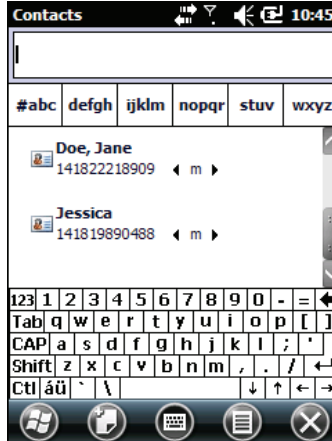 Contacts 10:45
#abc defgh ijklm nopqr stuv wxyz
Doe, Jane
141822218909 m
Jessica
141819890488 m
123 1 2 3 4 5 6 7 8 9 0 - =
Tab q w e r t y u i o p [ ]
CAP a s d f g h j k l ; '
Shift z x c v b n m , . /
Ctl áü ` \